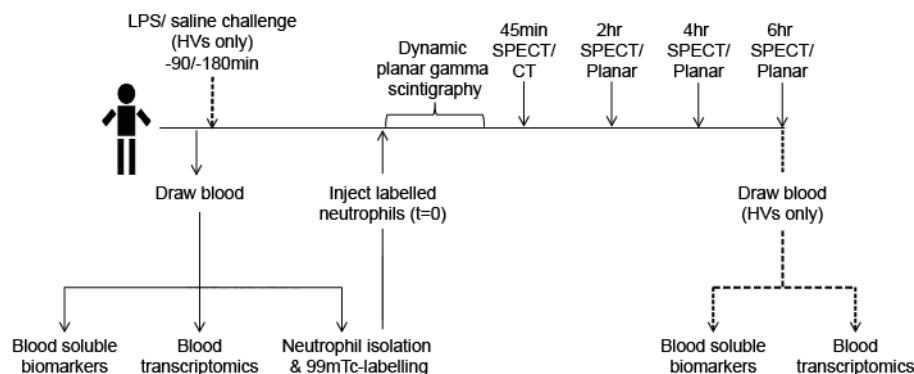 LPS/ saline challenge
(HVs only)
-90/-180min
Dynamic
planar gamma
scintigraphy
45min
SPECT/
CT
2hr
SPECT/
Planar
4hr
SPECT/
Planar
6hr
SPECT/
Planar
Draw blood
Inject labelled
neutrophils (t=0)
Draw blood
(HVs only)
Blood soluble
biomarkers
Blood
transcriptomics
Neutrophil isolation
& 99mTc-labelling
Blood soluble
biomarkers
Blood
transcriptomics